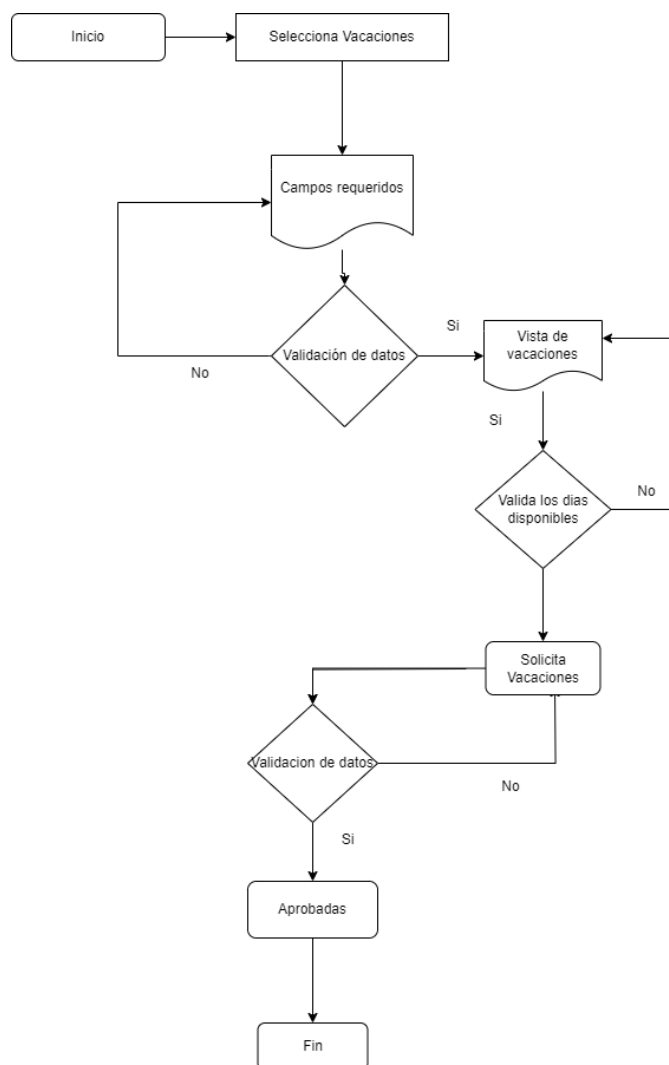 Inicio
Selecciona Vacaciones
Campos requeridos
Validación de datos
Si
No
Vista de
vacaciones
Si
Valida los dias
disponibles
No
Solicita
Vacaciones
Validacion de datos
No
Si
Aprobadas
Fin